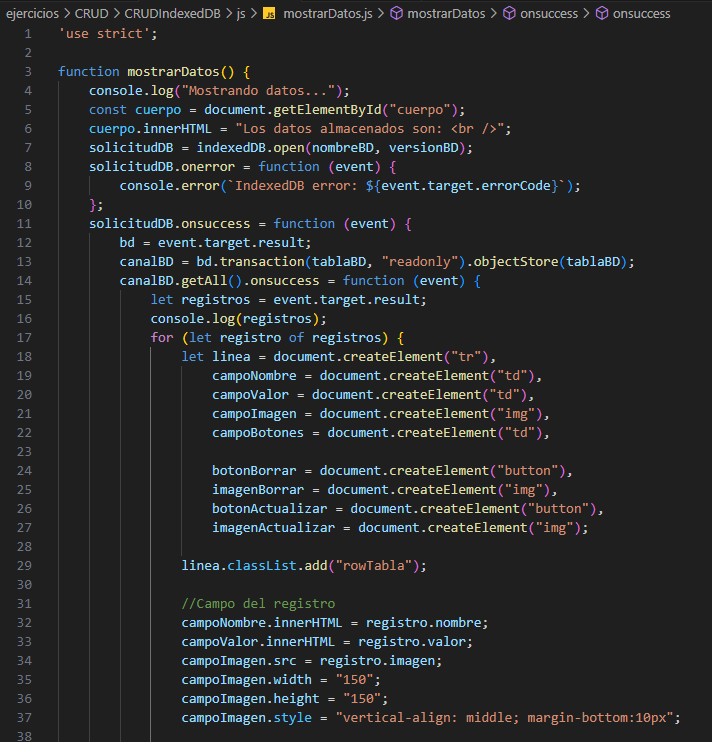 ejercicios > CRUD > CRUDIndexedDB > js > JS mostrarDatos.js > mostrarDatos > onsuccess > onsuccess
1 'use strict';
2
3 function mostrarDatos() {
4     console.log("Mostrando datos...");
5     const cuerpo = document.getElementById("cuerpo");
6     cuerpo.innerHTML = "Los datos almacenados son: <br />";
7     solicitudDB = indexedDB.open(nombreBD, versionBD);
8     solicitudDB.onerror = function (event) {
9         console.error(`IndexedDB error: ${event.target.errorCode}`);
10     };
11     solicitudDB.onsuccess = function (event) {
12         bd = event.target.result;
13         canalBD = bd.transaction(tablaBD, "readonly").objectStore(tablaBD);
14         canalBD.getAll().onsuccess = function (event) {
15             let registros = event.target.result;
16             console.log(registros);
17             for (let registro of registros) {
18                 let linea = document.createElement("tr"),
19                     campoNombre = document.createElement("td"),
20                     campoValor = document.createElement("td"),
21                     campoImagen = document.createElement("img"),
22                     campoBotones = document.createElement("td"),
23
24                     botonBorrar = document.createElement("button"),
25                     imagenBorrar = document.createElement("img"),
26                     botonActualizar = document.createElement("button"),
27                     imagenActualizar = document.createElement("img");
28
29                 linea.classList.add("rowTabla");
30
31                 //Campo del registro
32                 campoNombre.innerHTML = registro.nombre;
33                 campoValor.innerHTML = registro.valor;
34                 campoImagen.src = registro.imagen;
35                 campoImagen.width = "150";
36                 campoImagen.height = "150";
37                 campoImagen.style = "vertical-align: middle; margin-bottom:10px";
38